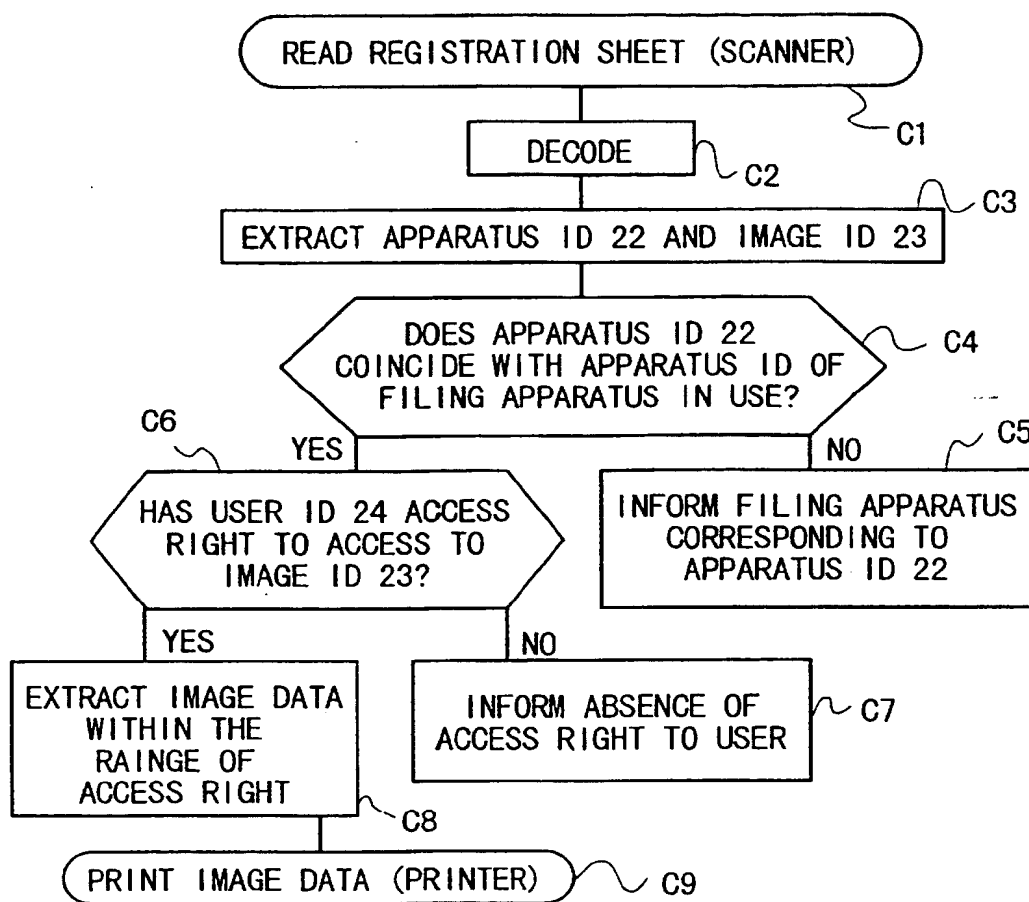 READ REGISTRATION SHEET (SCANNER)
C1
DECODE
C2
C3
EXTRACT APPARATUS ID 22 AND IMAGE ID 23
DOES APPARATUS ID 22
COINCIDE WITH APPARATUS ID OF
FILING APPARATUS IN USE?
C4
C6
YES
NO
C5
HAS USER ID 24 ACCESS
RIGHT TO ACCESS TO
IMAGE ID 23?
INFORM FILING APPARATUS
CORRESPONDING TO
APPARATUS ID 22
YES
NO
EXTRACT IMAGE DATA
WITHIN THE
RAINGE OF
ACCESS RIGHT
INFORM ABSENCE OF
ACCESS RIGHT TO USER
C7
C8
PRINT IMAGE DATA (PRINTER)
C9